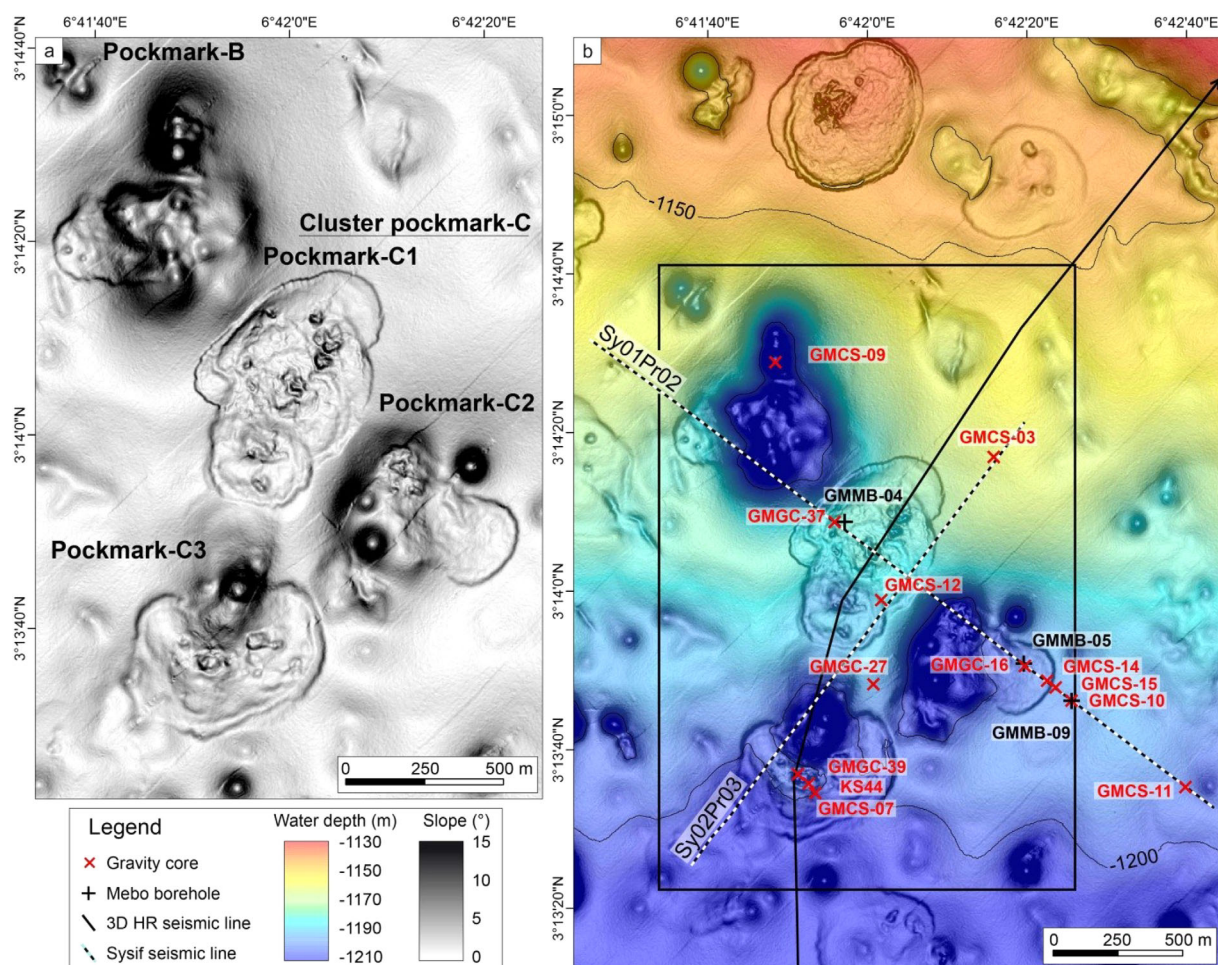 6°41'40"E
6°42'0"E
6°42'20"E
3°14'40"N
3°14'20"N
3°14'0"N
3°13'40"N
a
Pockmark-B
Cluster pockmark-C
Pockmark-C1
Pockmark-C2
Pockmark-C3
0 250 500 m
Legend
Gravity core
Mebo borehole
3D HR seismic line
Sysif seismic line
Water depth (m)
-1130
-1150
-1170
-1190
-1210
Slope (°)
15
10
5
0
6°41'40"E
6°42'0"E
6°42'20"E
6°42'40"E
3°15'0"N
3°14'40"N
3°14'20"N
3°14'0"N
3°13'40"N
3°13'20"N
b
-1150
Sy01Pr02
GMCS-09
GMCS-03
GMMB-04
GMGC-37
GMCS-12
GMMB-05
GMGC-27
GMGC-16
GMCS-14
GMCS-15
GMCS-10
GMMB-09
GMGC-39
KS44
GMCS-07
GMCS-11
Sy02Pr03
-1200
0 250 500 m